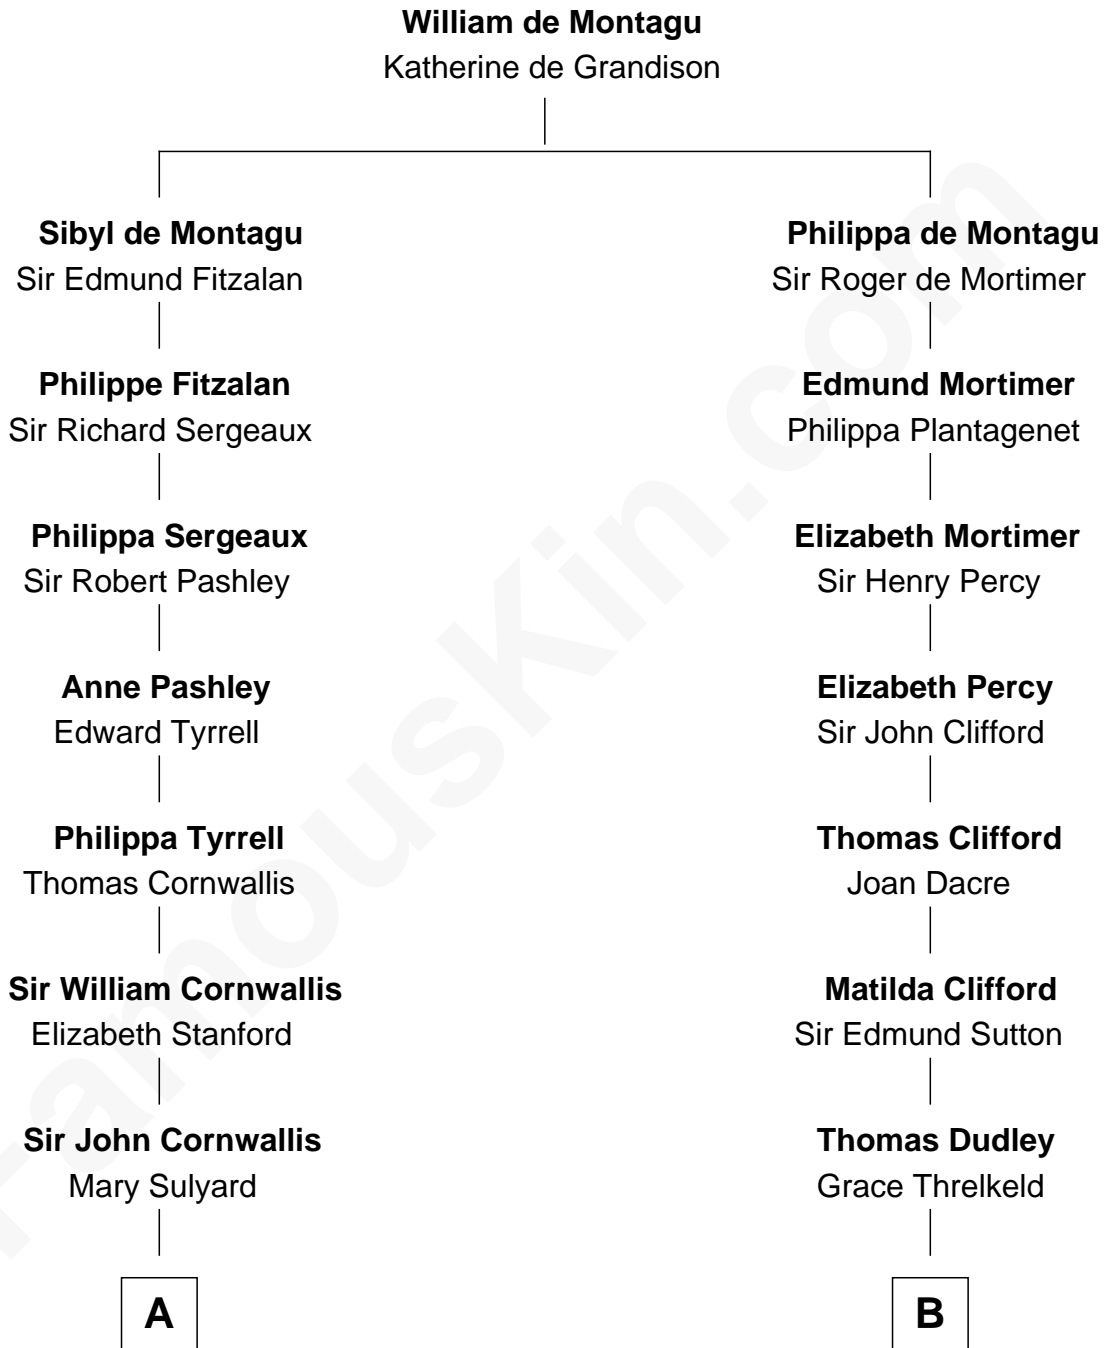 William de Montagu
Katherine de Grandison
Sibyl de Montagu
Sir Edmund Fitzalan
Philippa de Montagu
Sir Roger de Mortimer
Philippe Fitzalan
Sir Richard Sergeaux
Edmund Mortimer
Philippa Plantagenet
Philippa Sergeaux
Sir Robert Pashley
Elizabeth Mortimer
Sir Henry Percy
Anne Pashley
Edward Tyrrell
Elizabeth Percy
Sir John Clifford
Philippa Tyrrell
Thomas Cornwallis
Thomas Clifford
Joan Dacre
Sir William Cornwallis
Elizabeth Stanford
Matilda Clifford
Sir Edmund Sutton
Sir John Cornwallis
Mary Sulyard
Thomas Dudley
Grace Threlkeld
A
B
FamousKin.com